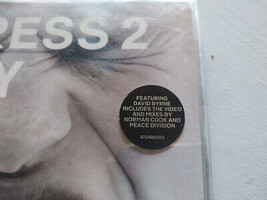 RESS 2
Y
FEATURING
DAVID BYRNE
INCLUDES THE VIDEO
AND MIXES BY
NORMAN COOK AND
PEACE DIVISION